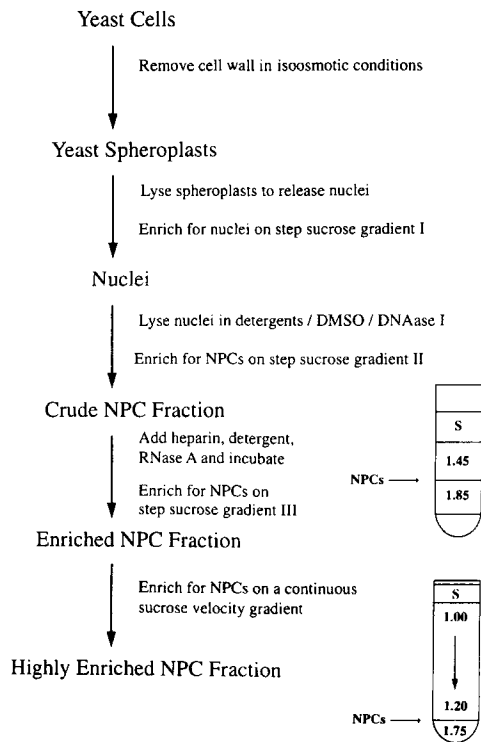 Yeast Cells
Remove cell wall in isoosmotic conditions
Yeast Spheroplasts
Lyse spheroplasts to release nuclei
Enrich for nuclei on step sucrose gradient I
Nuclei
Lyse nuclei in detergents / DMSO / DNAase I
Enrich for NPCs on step sucrose gradient II
Crude NPC Fraction
Add heparin, detergent,
RNase A and incubate
Enrich for NPCs on
step sucrose gradient III
S
1.45
NPCs
1.85
Enriched NPC Fraction
Enrich for NPCs on a continuous
sucrose velocity gradient
Highly Enriched NPC Fraction
S
1.00
1.20
NPCs
1.75